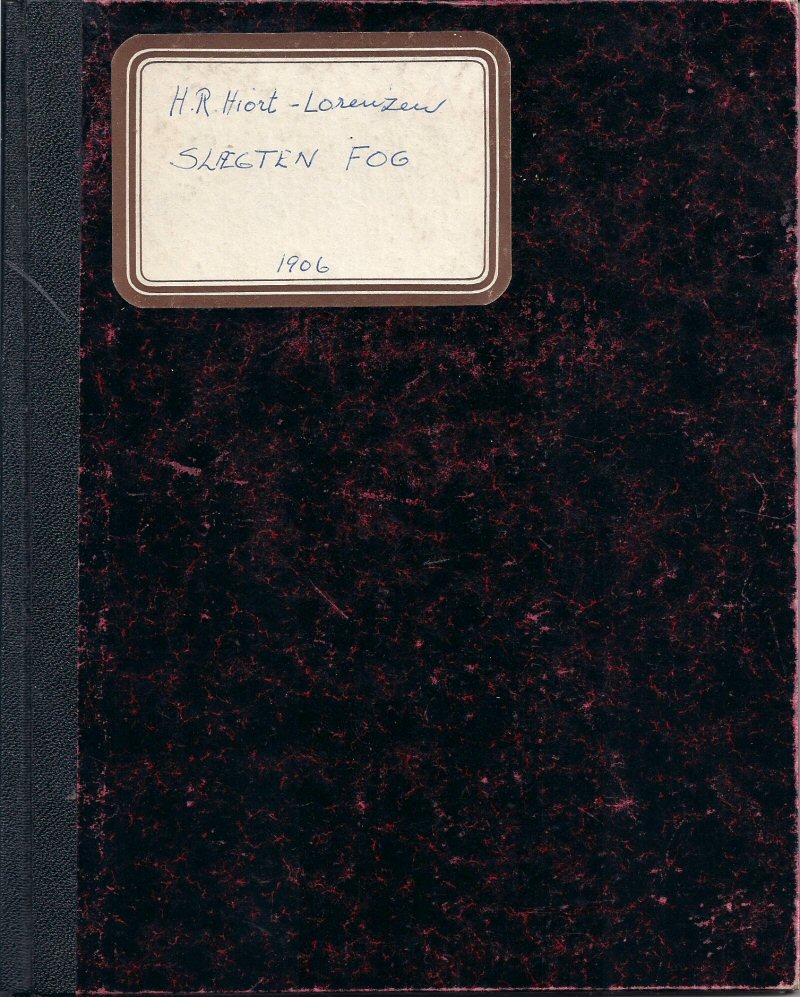 H.R. Hiort-Lorenzen
SLÆGTEN FOG
1906